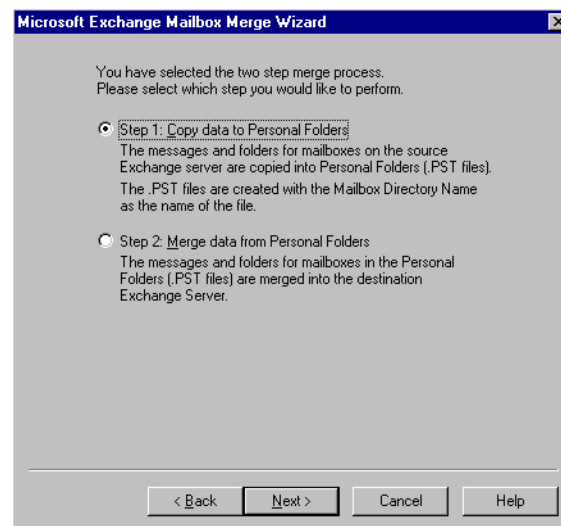 Microsoft Exchange Mailbox Merge Wizard
You have selected the two step merge process.
Please select which step you would like to perform.
Step 1: Copy data to Personal Folders
The messages and folders for mailboxes on the source
Exchange server are copied into Personal Folders (.PST files).
The .PST files are created with the Mailbox Directory Name
as the name of the file.
Step 2: Merge data from Personal Folders
The messages and folders for mailboxes in the Personal
Folders (.PST files) are merged into the destination
Exchange Server.
< Back Next > Cancel Help